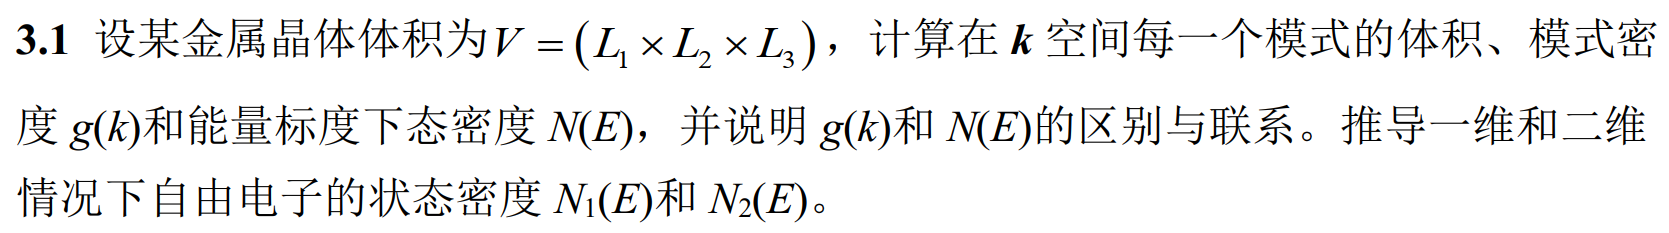 3.1 设某金属晶体体积为V = (L₁ × L₂ × L₃)，计算在 k 空间每一个模式的体积、模式密
度 g(k)和能量标度下态密度 N(E)，并说明 g(k)和 N(E)的区别与联系。推导一维和二维
情况下自由电子的状态密度 N₁(E)和 N₂(E)。